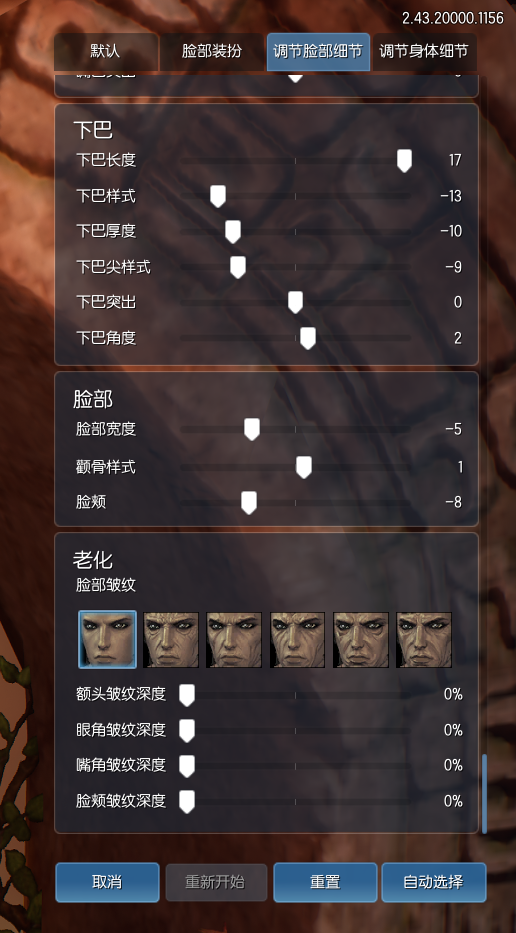 2.43.20000.1156
默认
脸部装扮
调节脸部细节
调节身体细节
下巴
下巴长度 17
下巴样式 -13
下巴厚度 -10
下巴尖样式 -9
下巴突出 0
下巴角度 2
脸部
脸部宽度 -5
颧骨样式 1
脸颊 -8
老化
脸部皱纹
额头皱纹深度 0%
眼角皱纹深度 0%
嘴角皱纹深度 0%
脸颊皱纹深度 0%
取消
重新开始
重置
自动选择